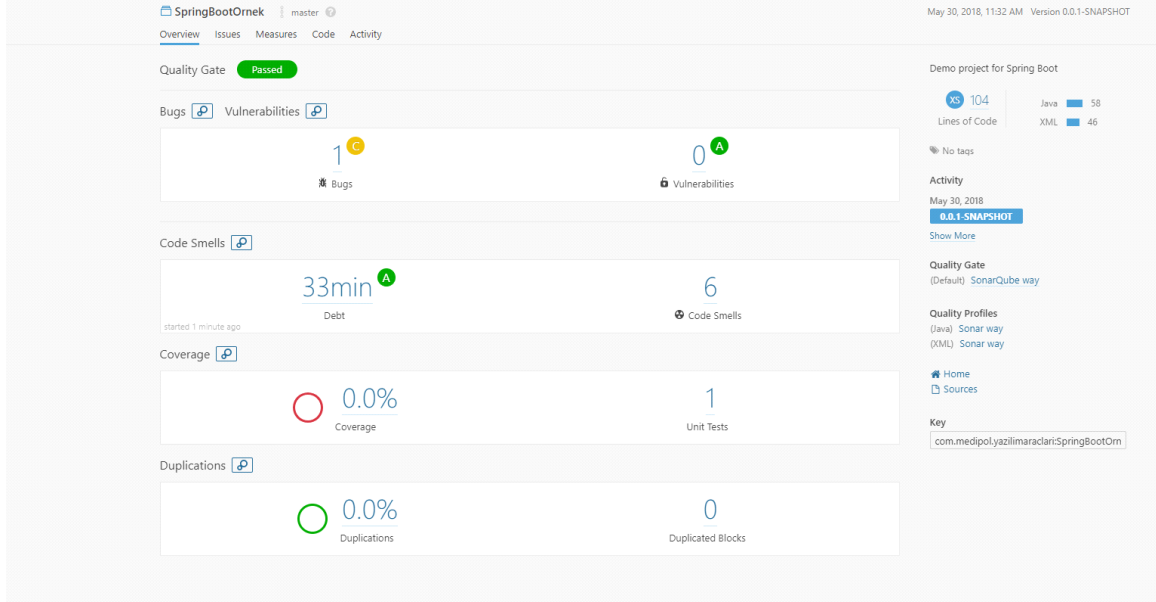 SpringBootOrnek master
May 30, 2018, 11:32 AM Version 0.0.1-SNAPSHOT
Overview Issues Measures Code Activity
Quality Gate Passed
Bugs Vulnerabilities
1 C
Bugs
0 A
Vulnerabilities
Code Smells
33min A
Debt
started 1 minute ago
6
Code Smells
Coverage
0.0%
Coverage
1
Unit Tests
Duplications
0.0%
Duplications
0
Duplicated Blocks
Demo project for Spring Boot
XS 104
Lines of Code
Java 58
XML 46
No tags
Activity
May 30, 2018
0.0.1-SNAPSHOT
Show More
Quality Gate
(Default) SonarQube way
Quality Profiles
(Java) Sonar way
(XML) Sonar way
Home
Sources
Key
com.medipol.yazilimaraclari:SpringBootOrn